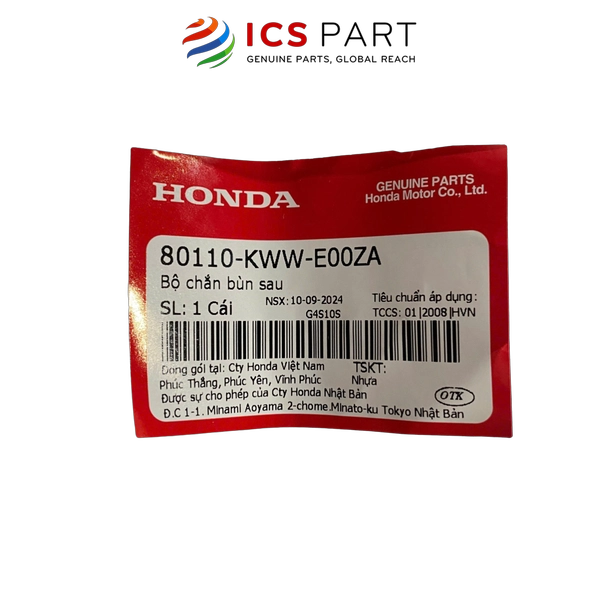 ICS PART
GENUINE PARTS, GLOBAL REACH
HONDA
GENUINE PARTS
Honda Motor Co., Ltd.
80110-KWW-E00ZA
Bộ chắn bùn sau
SL: 1 Cái
NSX: 10-09-2024
G4S10S
Tiêu chuẩn áp dụng:
TCCS: 01|2008|HVN
Đóng gói tại: Cty Honda Việt Nam
Phúc Thắng, Phúc Yên, Vĩnh Phúc
TSKT:
Nhựa
Được sự cho phép của Cty Honda Nhật Bản
Đ.C 1-1. Minami Aoyama 2-chome.Minato-ku Tokyo Nhật Bản
OTK